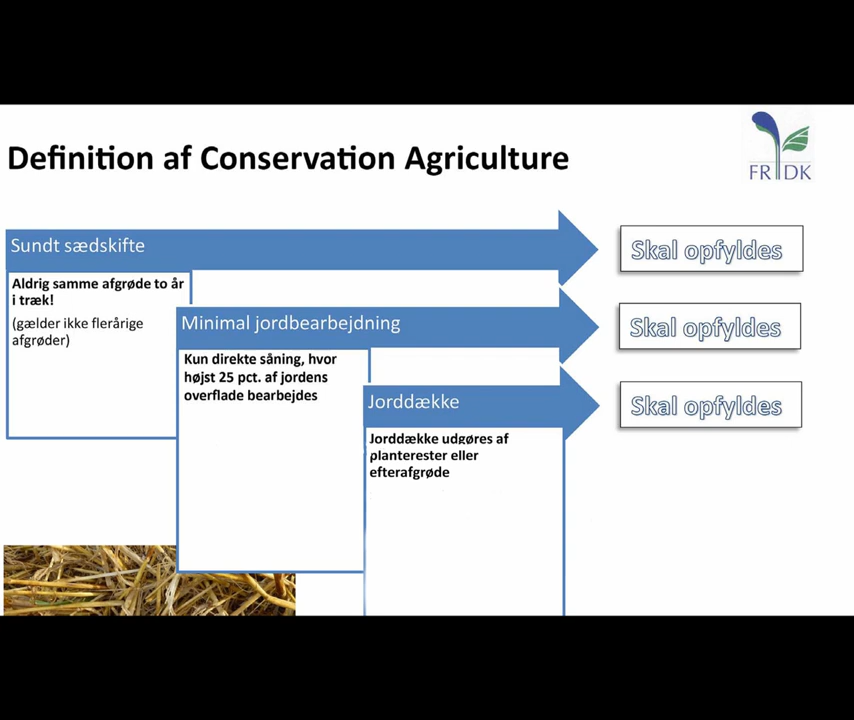 Definition af Conservation Agriculture
FR DK
Sundt sædskifte
Skal opfyldes
Aldrig samme afgrøde to år
i træk!
(gælder ikke flerårige
afgrøder)
Minimal jordbearbejdning
Skal opfyldes
Kun direkte såning, hvor
højst 25 pct. af jordens
overflade bearbejdes
Jorddække
Skal opfyldes
Jorddække udgøres af
planterester eller
efterafgrøde